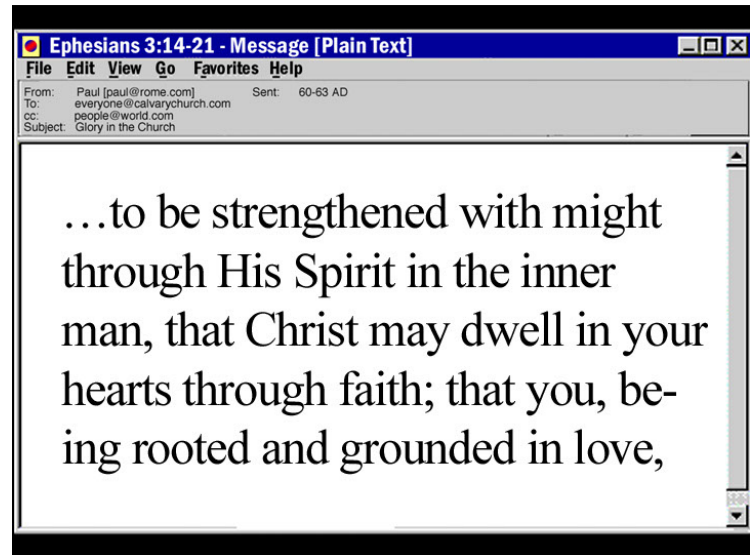 Ephesians 3:14-21 - Message [Plain Text]
File Edit View Go Favorites Help
From: Paul [paul@rome.com] Sent: 60-63 AD
To: everyone@calvarychurch.com
cc: people@world.com
Subject: Glory in the Church
…to be strengthened with might
through His Spirit in the inner
man, that Christ may dwell in your
hearts through faith; that you, be-
ing rooted and grounded in love,